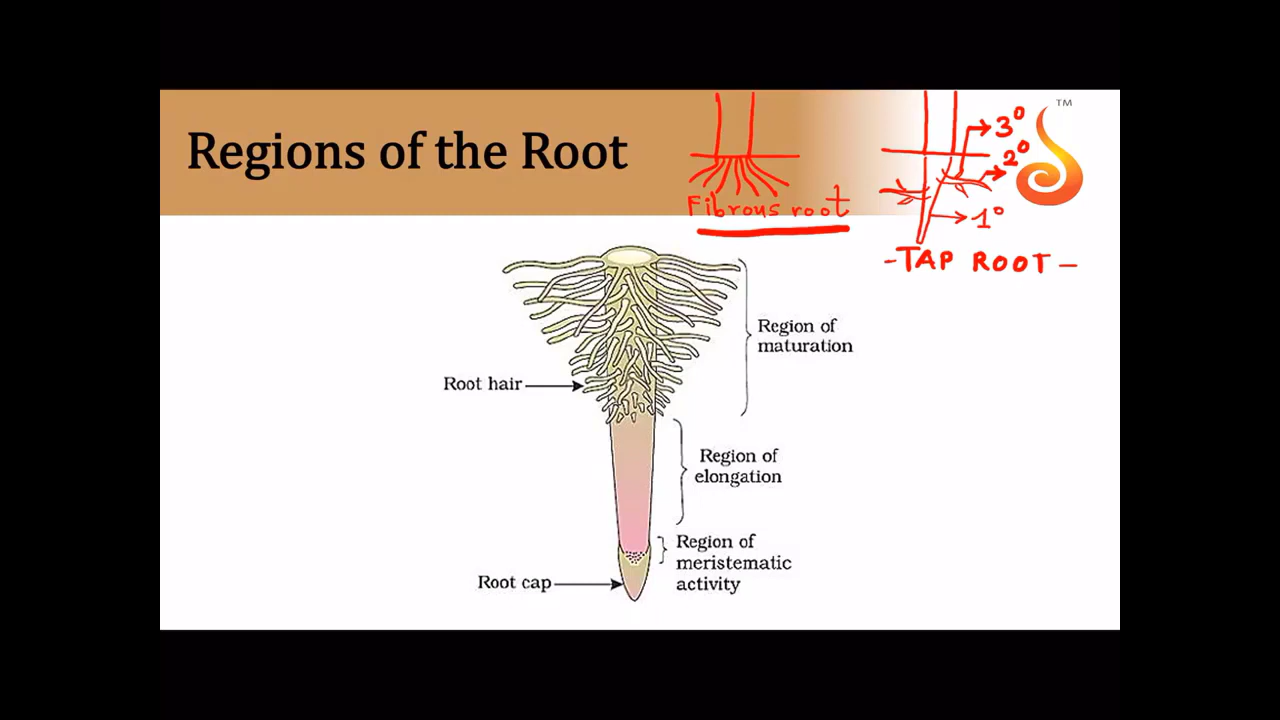 Regions of the Root
TM
3°
2°
1°
Fibrous root
-TAP ROOT-
Region of
maturation
Root hair
Region of
elongation
Region of
meristematic
activity
Root cap